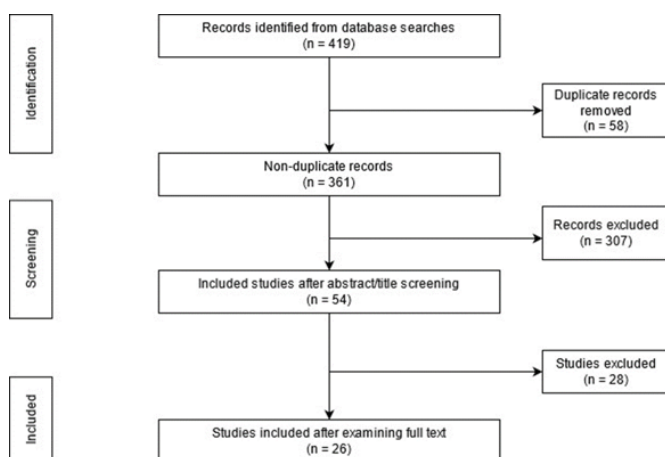 Identification
Records identified from database searches
(n = 419)
Duplicate records
removed
(n = 58)
Non-duplicate records
(n = 361)
Screening
Records excluded
(n = 307)
Included studies after abstract/title screening
(n = 54)
Studies excluded
(n = 28)
Included
Studies included after examining full text
(n = 26)